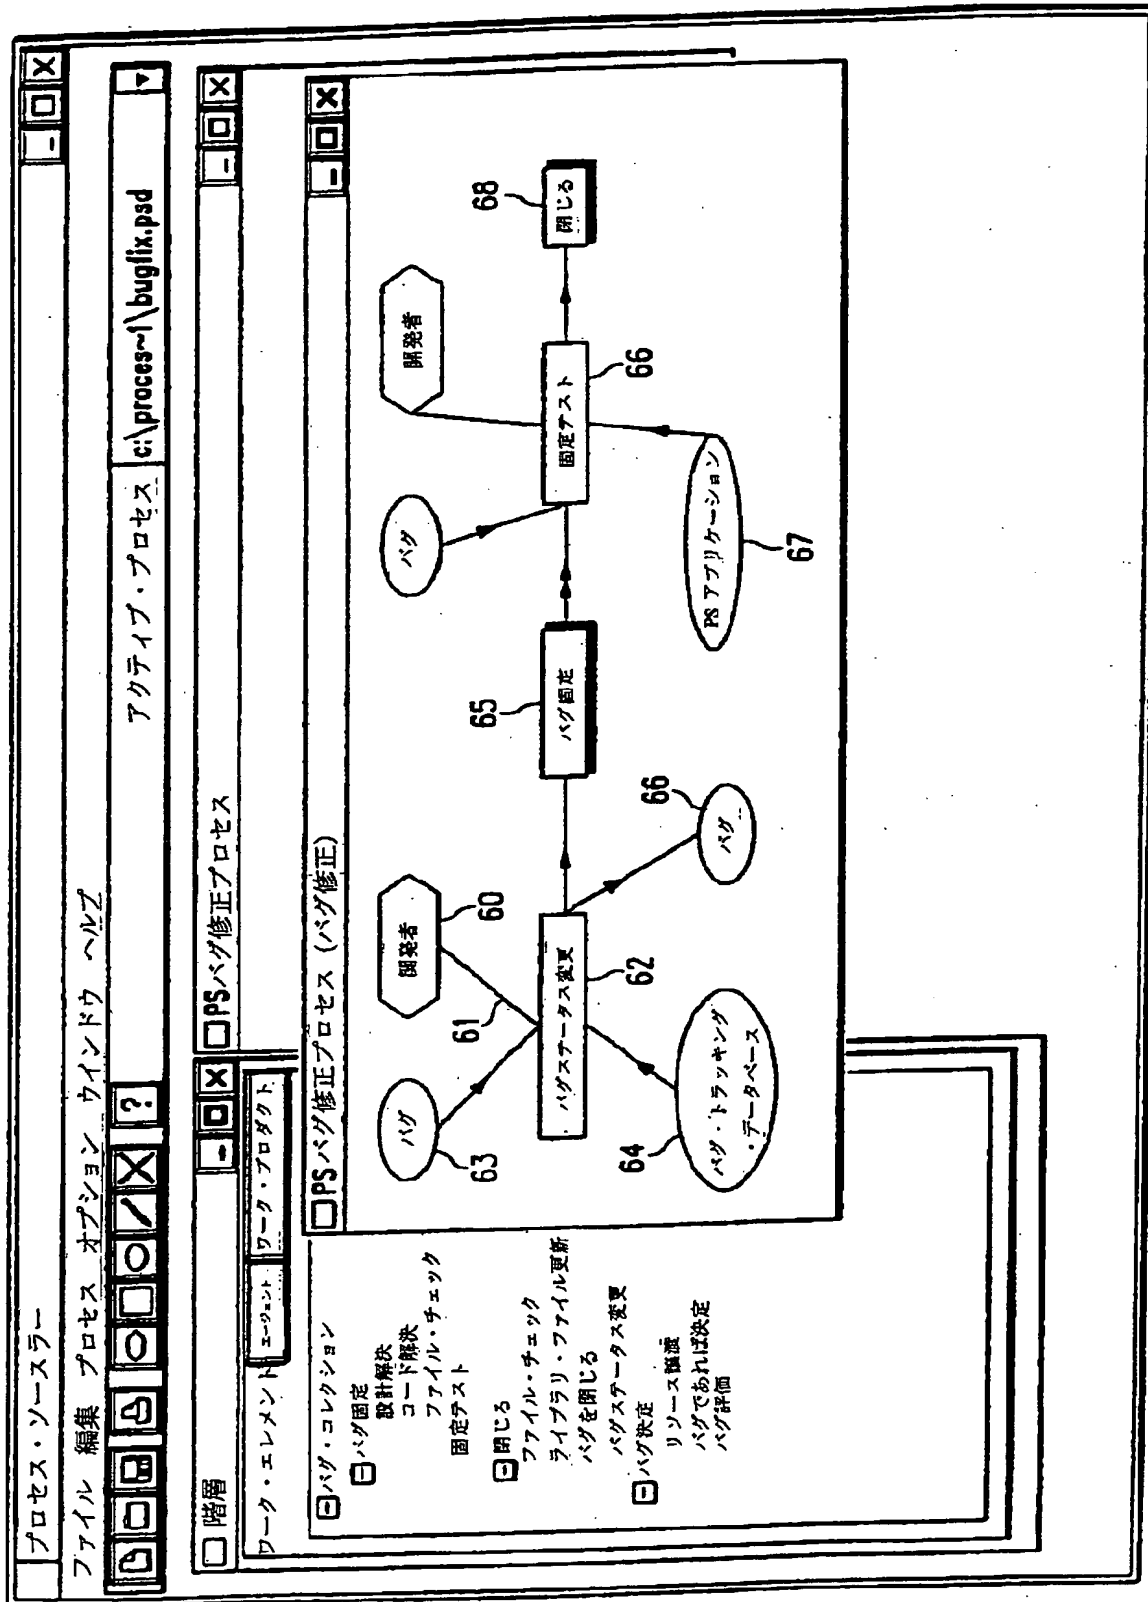 プロセス・ソースラー
ファイル 編集 プロセス オプション ウインドウ ヘルプ
?
アクティブ・プロセス c:\proces~1\bugfix.psd
階層
ワーク・エレメント エージェント ワーク・プロダクト
バグ・コレクション
バグ固定
設計解決
コード解決
ファイル・チェック
固定テスト
閉じる
ファイル・チェック
ライブラリ・ファイル更新
バグを閉じる
バグステータス変更
バグ決定
リソース譲渡
バグであれば決定
バグ評価
PSバグ修正プロセス
PSバグ修正プロセス (バグ修正)
バグ
63
開発者
60
61
バグステータス変更
62
バグ・トラッキング
・データベース
64
バグ
66
バグ固定
65
バグ
開発者
固定テスト
66
PSアプリケーション
67
閉じる
68